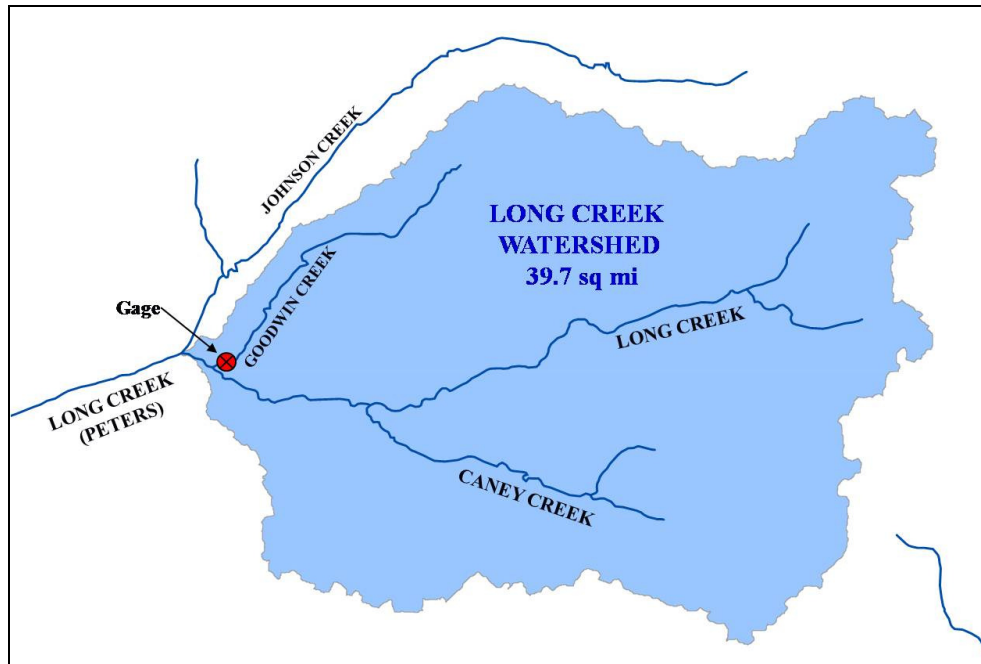 JOHNSON CREEK
LONG CREEK
WATERSHED
39.7 sq mi
Gage
GOODWIN CREEK
LONG CREEK
LONG CREEK
(PETERS)
CANEY CREEK